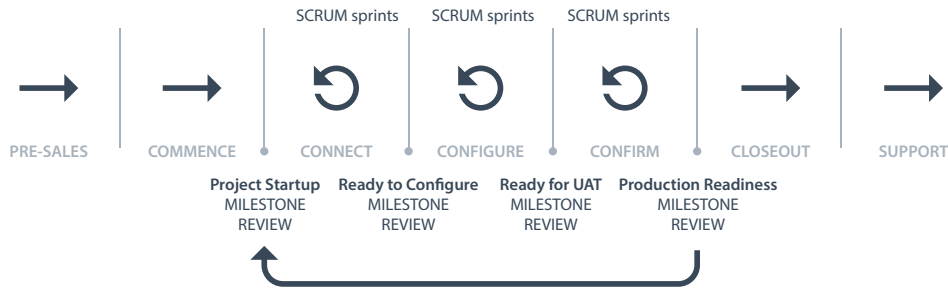 SCRUM sprints
SCRUM sprints
SCRUM sprints
PRE-SALES
COMMENCE
CONNECT
CONFIGURE
CONFIRM
CLOSEOUT
SUPPORT
Project Startup
MILESTONE
REVIEW
Ready to Configure
MILESTONE
REVIEW
Ready for UAT
MILESTONE
REVIEW
Production Readiness
MILESTONE
REVIEW